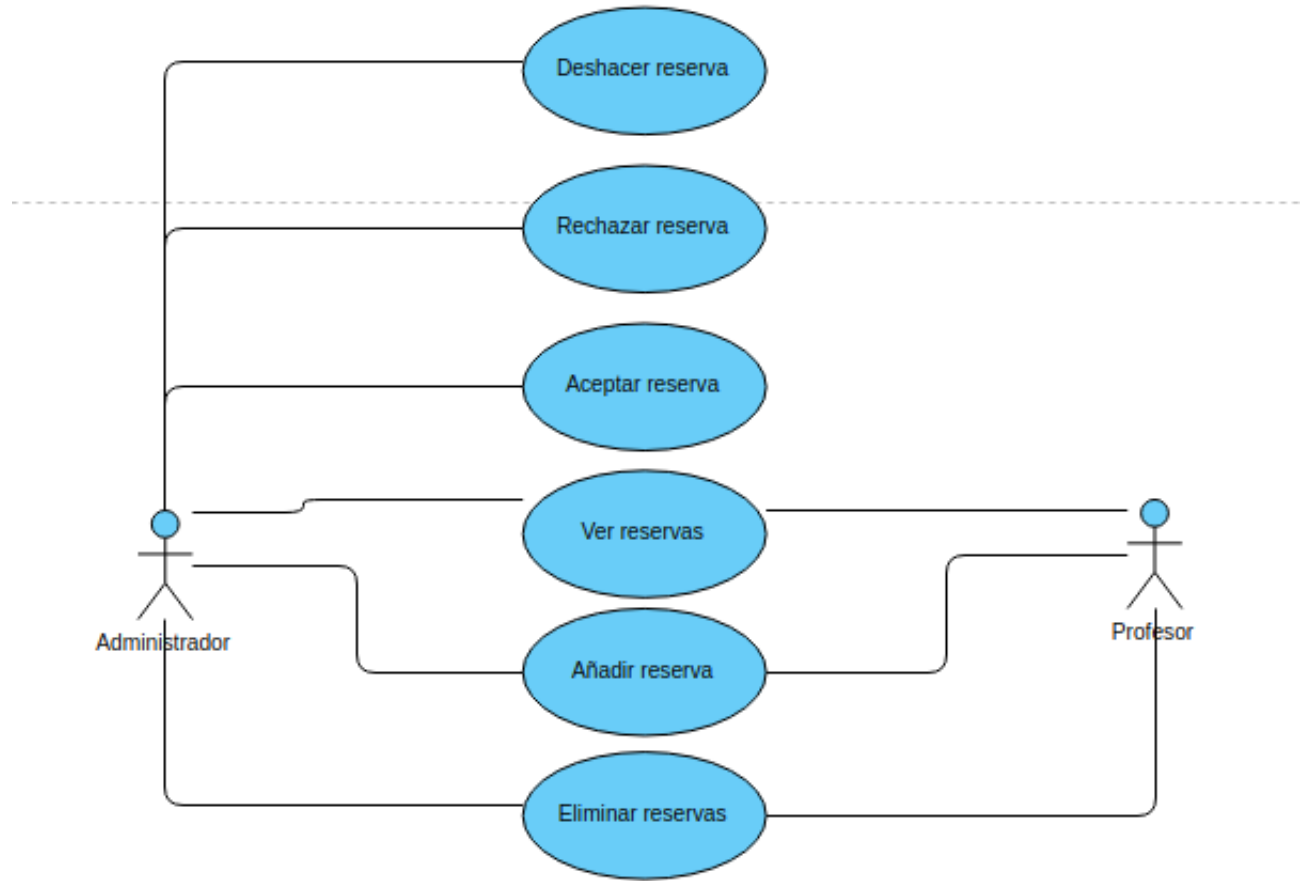 Deshacer reserva
Rechazar reserva
Aceptar reserva
Ver reservas
Administrador
Profesor
Añadir reserva
Eliminar reservas